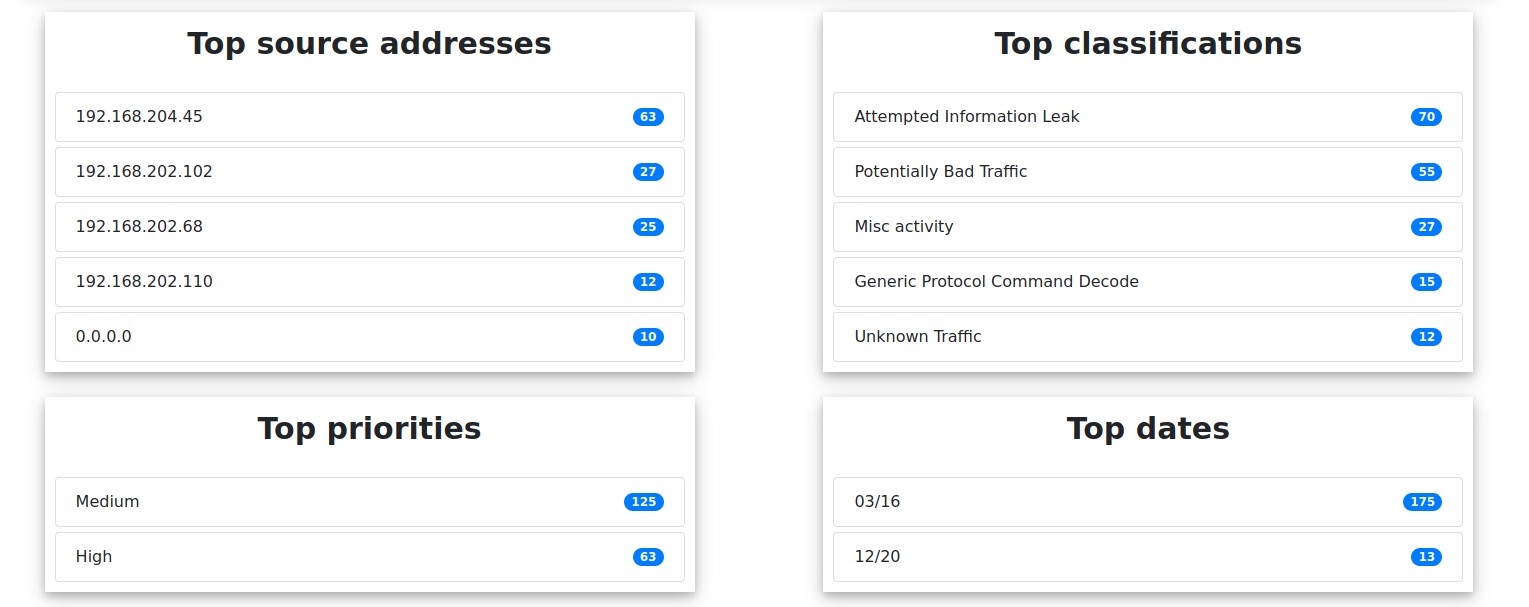 Top source addresses
192.168.204.45 63
192.168.202.102 27
192.168.202.68 25
192.168.202.110 12
0.0.0.0 10
Top classifications
Attempted Information Leak 70
Potentially Bad Traffic 55
Misc activity 27
Generic Protocol Command Decode 15
Unknown Traffic 12
Top priorities
Medium 125
High 63
Top dates
03/16 175
12/20 13